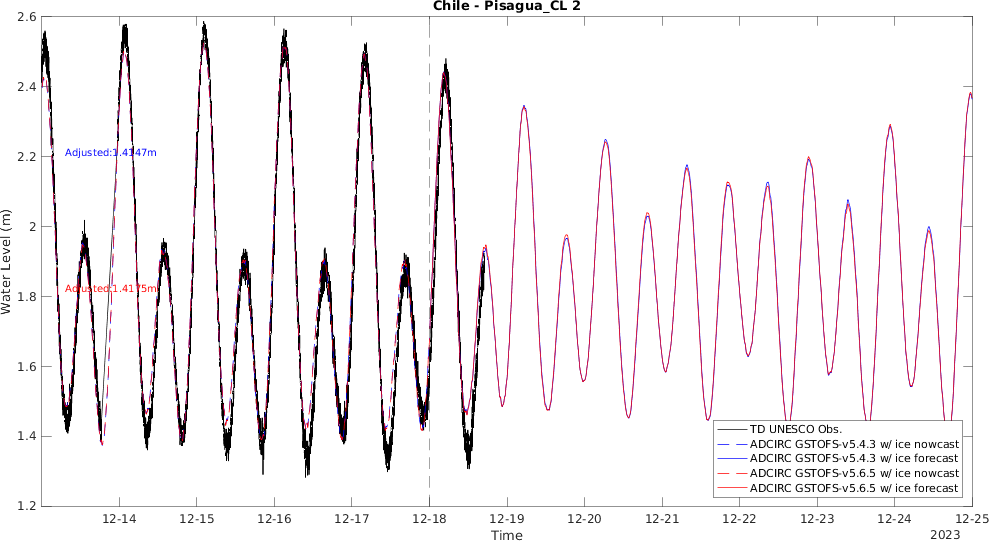 Chile - Pisagua_CL 2
2.6
2.4
2.2
2
1.8
1.6
1.4
1.2
Water Level (m)
Adjusted:1.4147m
Adjusted:1.4175m
TD UNESCO Obs.
ADCIRC GSTOFS-v5.4.3 w/ ice nowcast
ADCIRC GSTOFS-v5.4.3 w/ ice forecast
ADCIRC GSTOFS-v5.6.5 w/ ice nowcast
ADCIRC GSTOFS-v5.6.5 w/ ice forecast
12-14 12-15 12-16 12-17 12-18 12-19 12-20 12-21 12-22 12-23 12-24 12-25
Time
2023